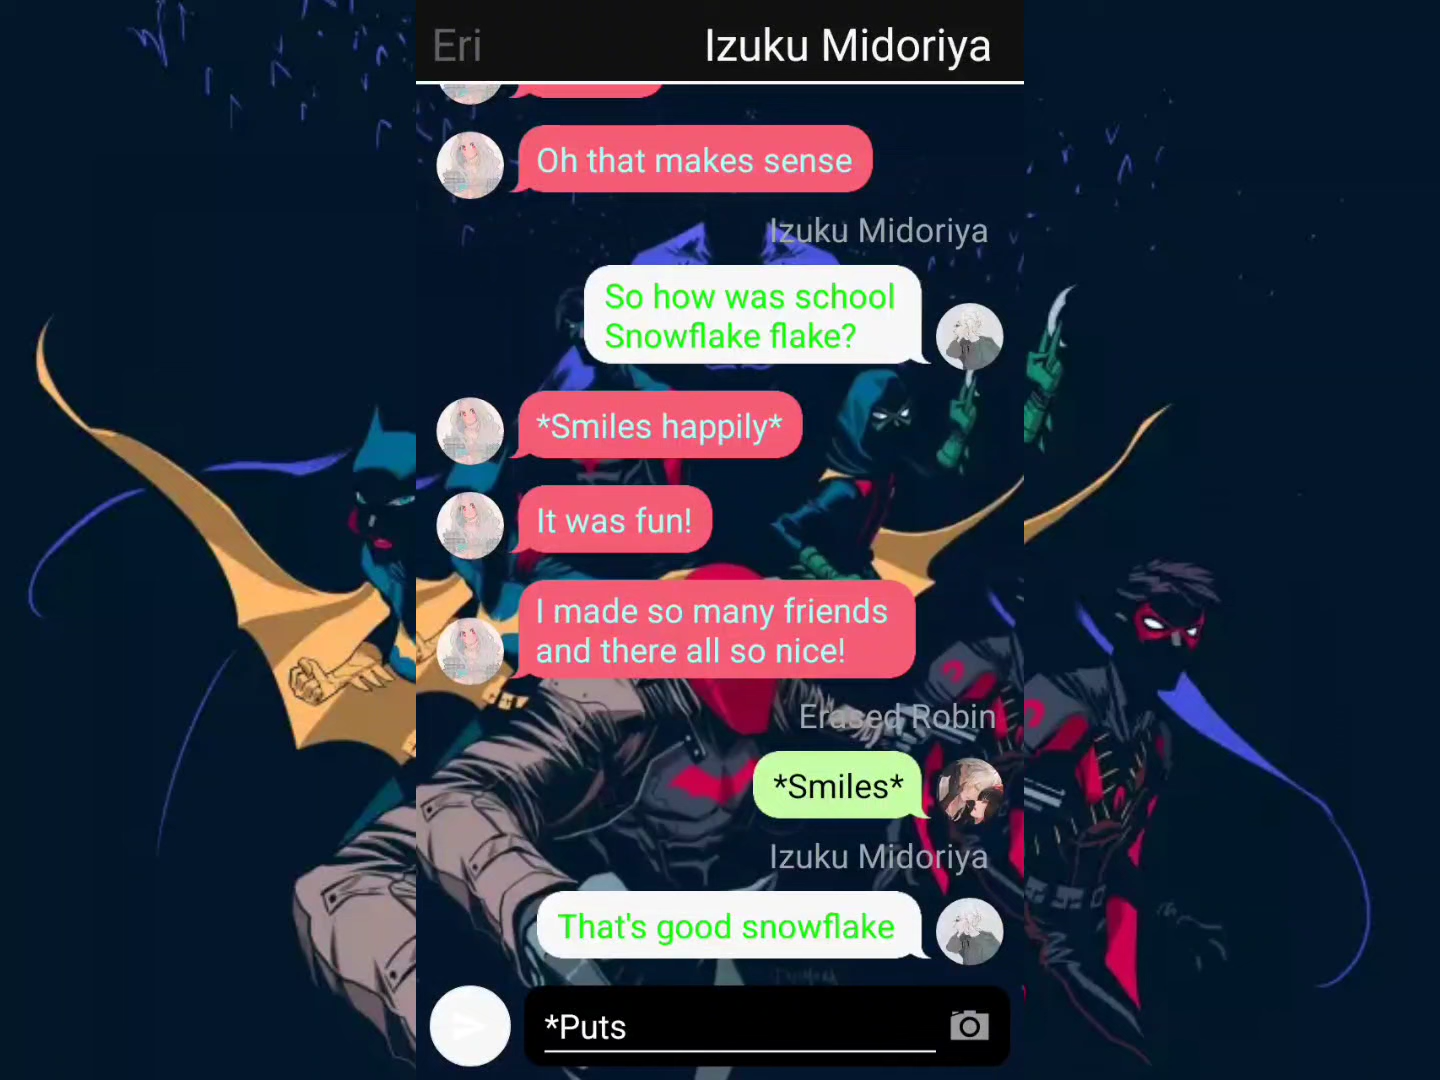 Eri
Izuku Midoriya
Oh that makes sense
Izuku Midoriya
So how was school
Snowflake flake?
*Smiles happily*
It was fun!
I made so many friends
and there all so nice!
Erased Robin
*Smiles*
Izuku Midoriya
That's good snowflake
*Puts